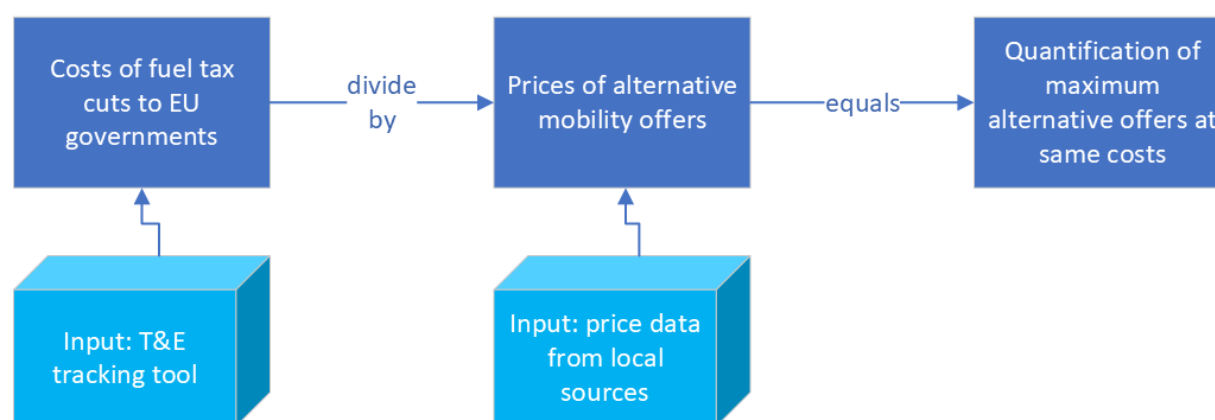 Costs of fuel tax
cuts to EU
governments
divide
by
Prices of alternative
mobility offers
equals
Quantification of
maximum
alternative offers at
same costs
Input: T&E
tracking tool
Input: price data
from local
sources